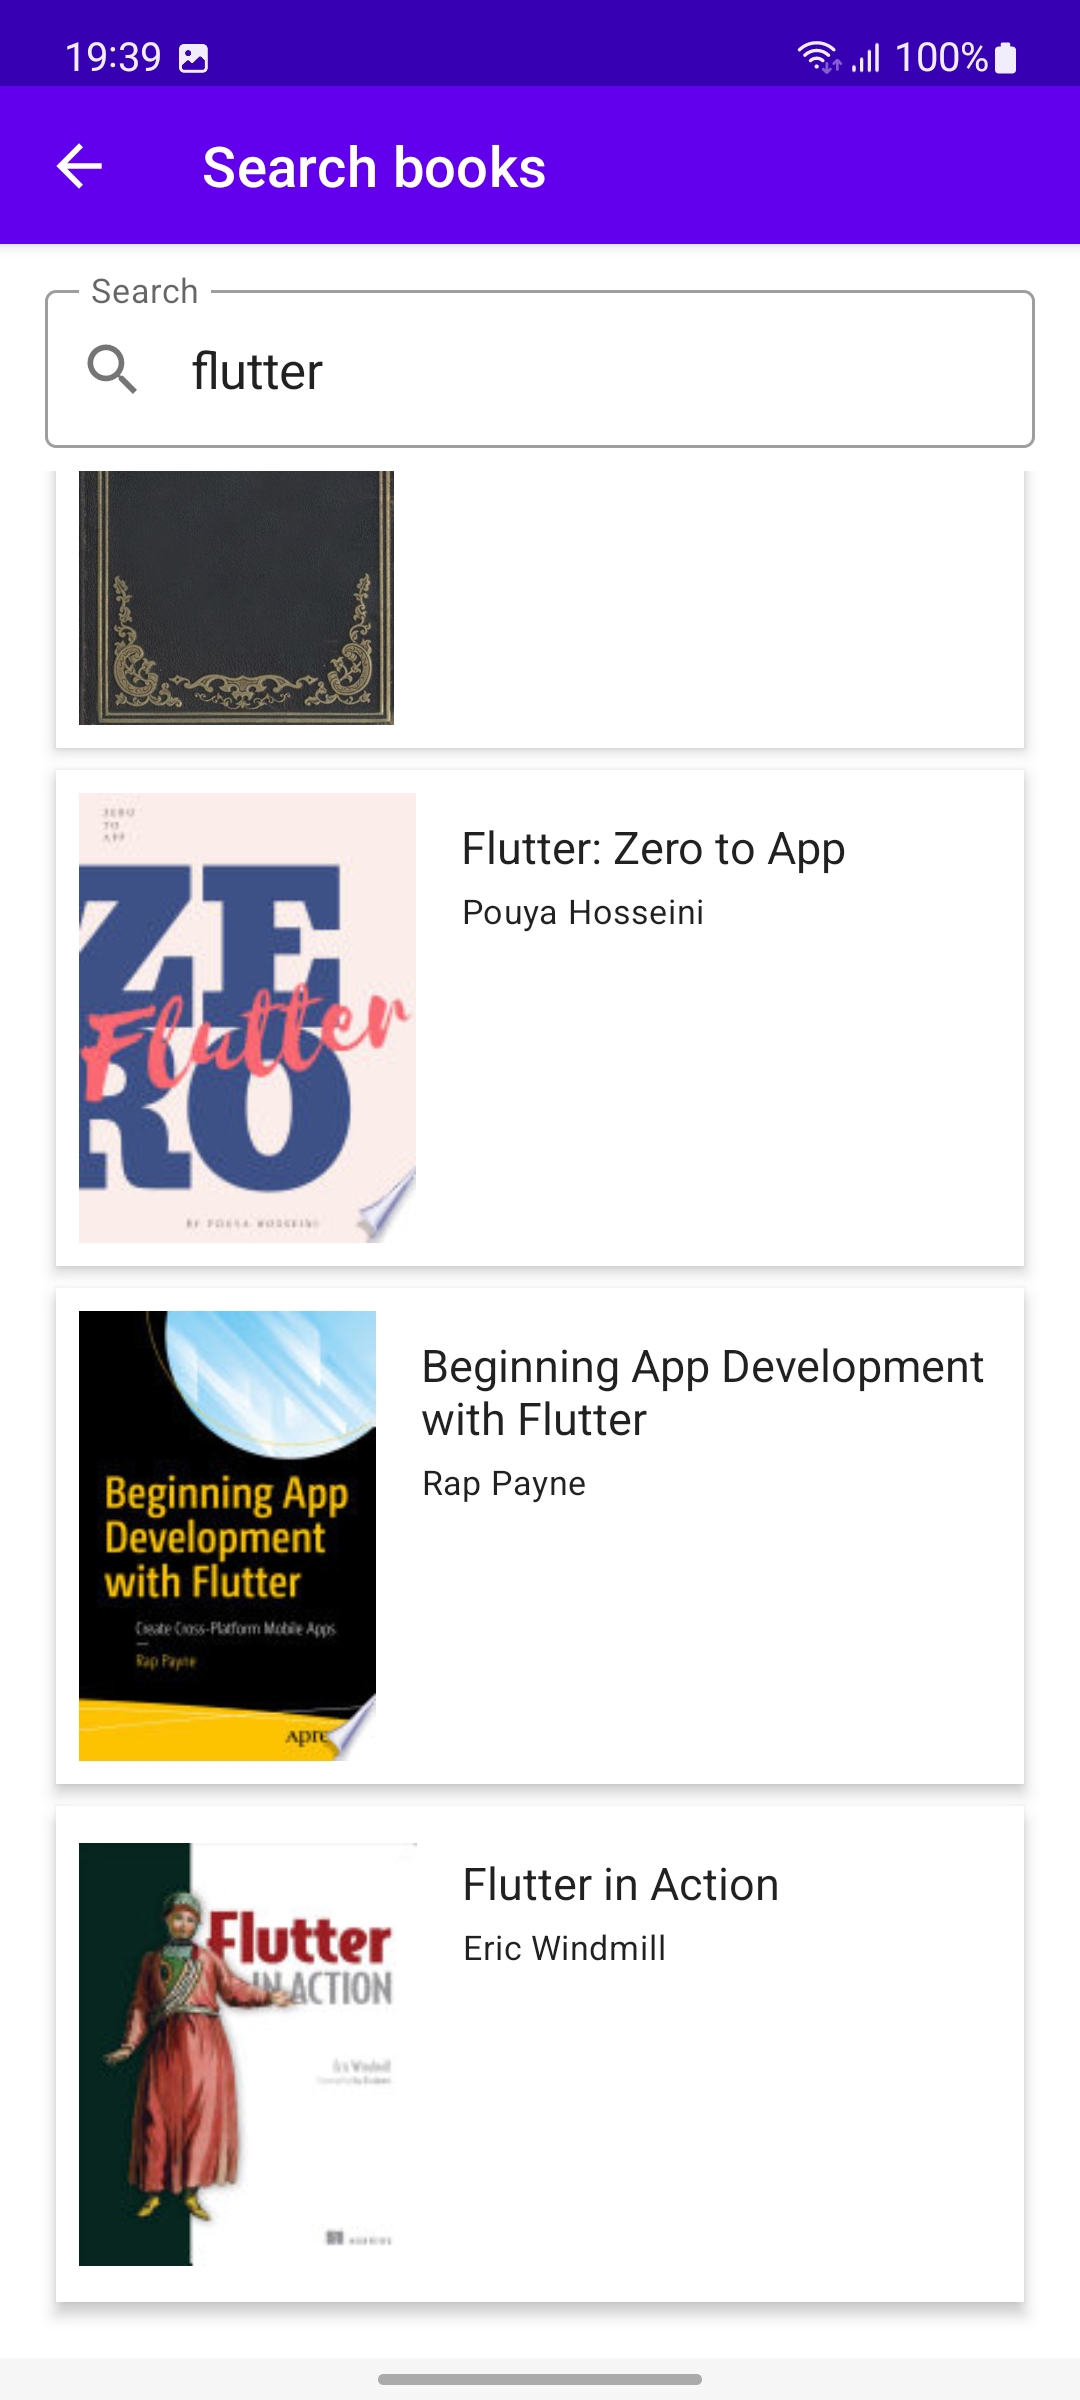 19:39
100%
Search books
Search
flutter
ZERO
TO
APP
ZE
Flutter
RO
BY POUYA HOSSEINI
Flutter: Zero to App
Pouya Hosseini
Beginning App
Development
with Flutter
Create Cross-Platform Mobile Apps
Rap Payne
Beginning App Development
with Flutter
Rap Payne
Flutter
IN ACTION
Eric Windmill
Flutter in Action
Eric Windmill